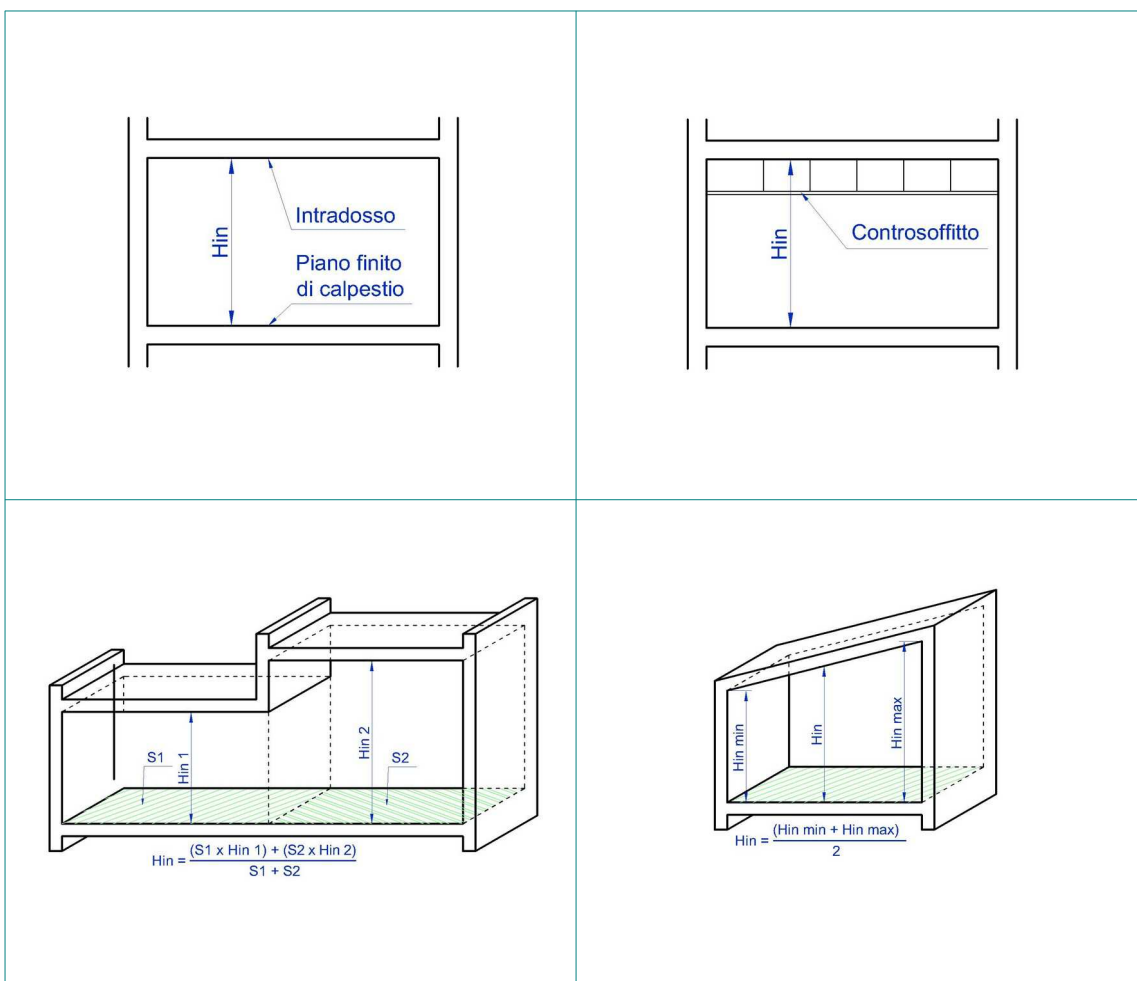 Hin
Intradosso
Piano finito
di calpestio
Hin
Controsoffitto
S1
Hin 1
Hin 2
S2
Hin = (S1 x Hin 1) + (S2 x Hin 2)
S1 + S2
Hin min
Hin
Hin max
Hin = (Hin min + Hin max)
2